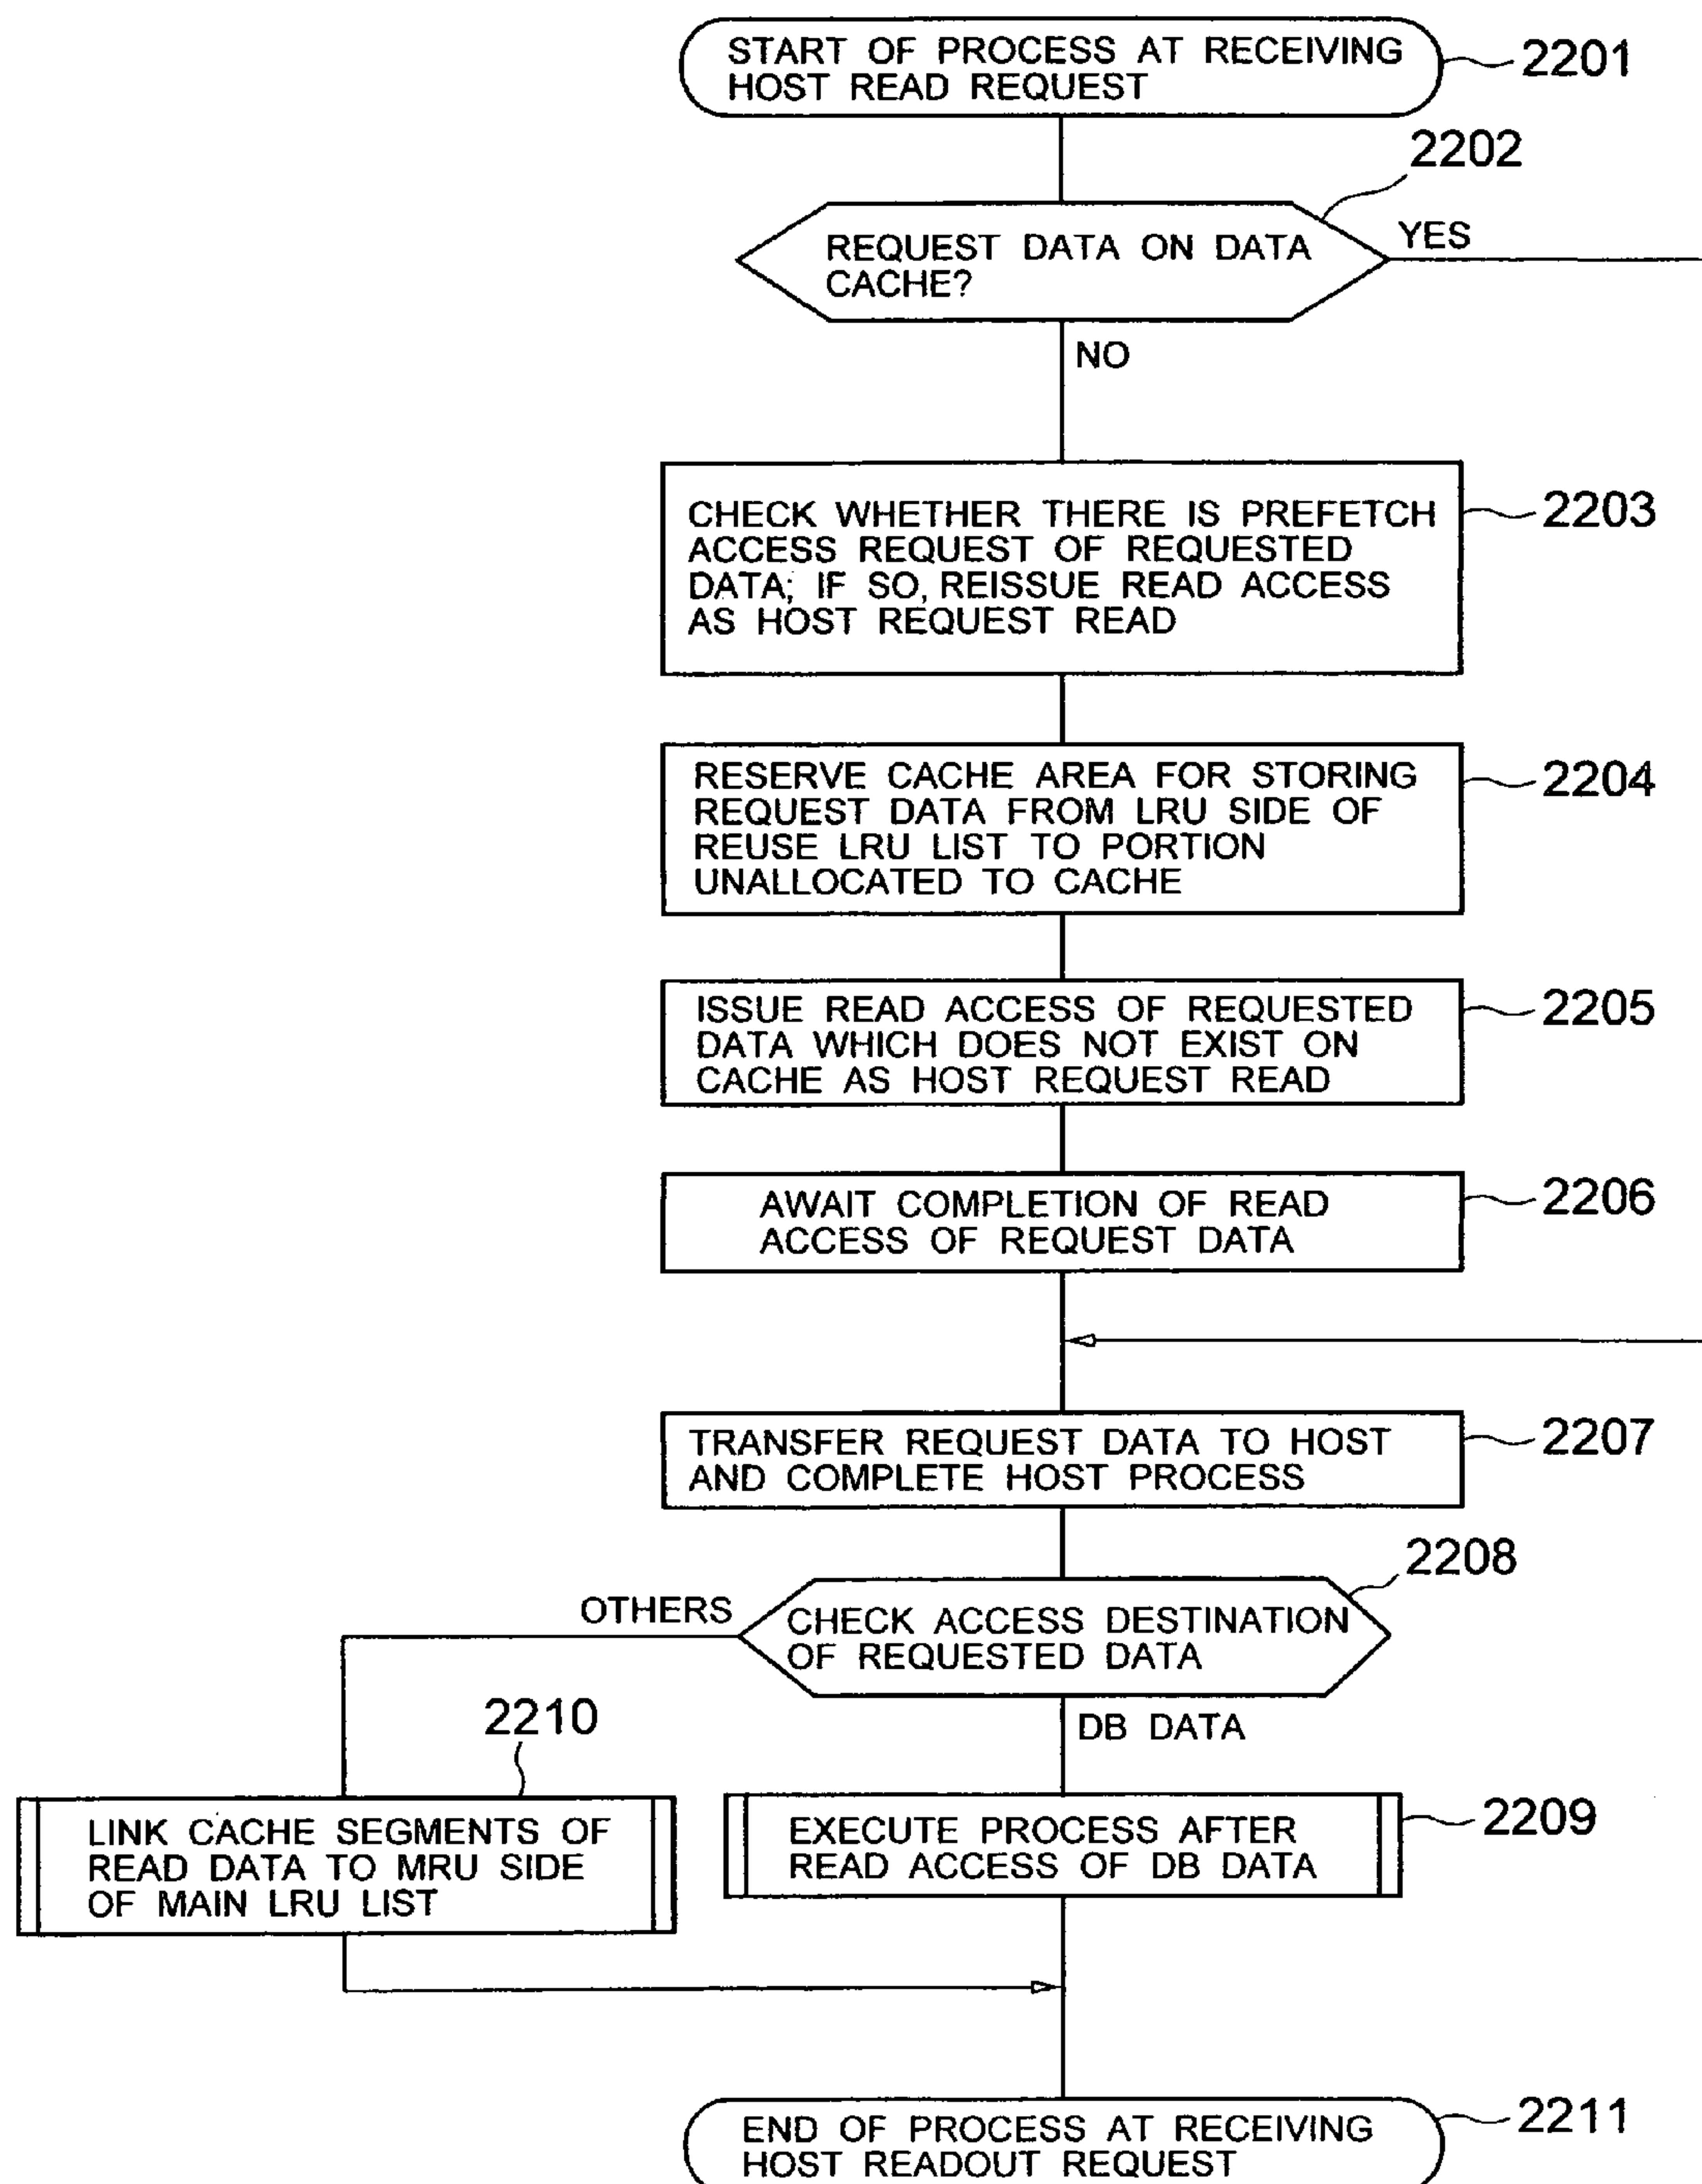 START OF PROCESS AT RECEIVING
HOST READ REQUEST
2201
2202
REQUEST DATA ON DATA
CACHE?
YES
NO
CHECK WHETHER THERE IS PREFETCH
ACCESS REQUEST OF REQUESTED
DATA; IF SO, REISSUE READ ACCESS
AS HOST REQUEST READ
2203
RESERVE CACHE AREA FOR STORING
REQUEST DATA FROM LRU SIDE OF
REUSE LRU LIST TO PORTION
UNALLOCATED TO CACHE
2204
ISSUE READ ACCESS OF REQUESTED
DATA WHICH DOES NOT EXIST ON
CACHE AS HOST REQUEST READ
2205
AWAIT COMPLETION OF READ
ACCESS OF REQUEST DATA
2206
TRANSFER REQUEST DATA TO HOST
AND COMPLETE HOST PROCESS
2207
2208
OTHERS
CHECK ACCESS DESTINATION
OF REQUESTED DATA
DB DATA
2210
LINK CACHE SEGMENTS OF
READ DATA TO MRU SIDE
OF MAIN LRU LIST
EXECUTE PROCESS AFTER
READ ACCESS OF DB DATA
2209
END OF PROCESS AT RECEIVING
HOST READOUT REQUEST
2211